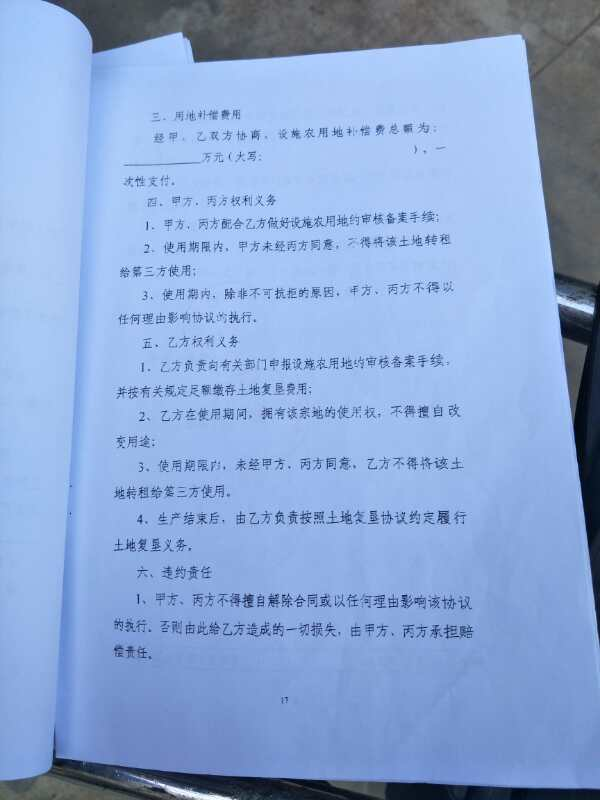 三、用地补偿费用
经甲、乙双方协商，设施农用地补偿费总额为：
____________万元（大写： ），一
次性支付。
四、甲方、丙方权利义务
1、甲方、丙方配合乙方做好设施农用地的审核备案手续；
2、使用期限内，甲方未经丙方同意，不得将该土地转租
给第三方使用；
3、使用期内，除非不可抗拒的原因，甲方、丙方不得以
任何理由影响协议的执行。
五、乙方权利义务
1、乙方负责向有关部门申报设施农用地的审核备案手续，
并按有关规定足额缴存土地复垦费用；
2、乙方在使用期间，拥有该宗地的使用权，不得擅自改
变用途；
3、使用期限内，未经甲方、丙方同意，乙方不得将该土
地转租给第三方使用。
4、生产结束后，由乙方负责按照土地复垦协议约定履行
土地复垦义务。
六、违约责任
1、甲方、丙方不得擅自解除合同或以任何理由影响该协议
的执行。否则由此给乙方造成的一切损失，由甲方、丙方承担赔
偿责任。
17